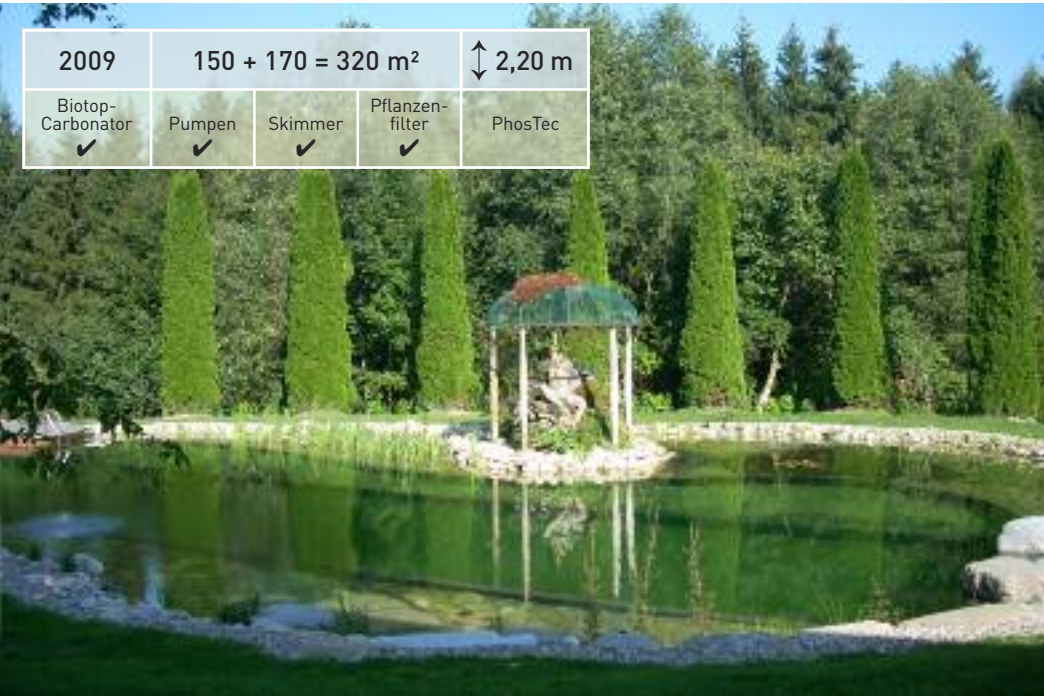 2009 150 + 170 = 320 m² ↕ 2,20 m
Biotop-
Carbonator
✔
Pumpen
✔
Skimmer
✔
Pflanzen-
filter
✔
PhosTec